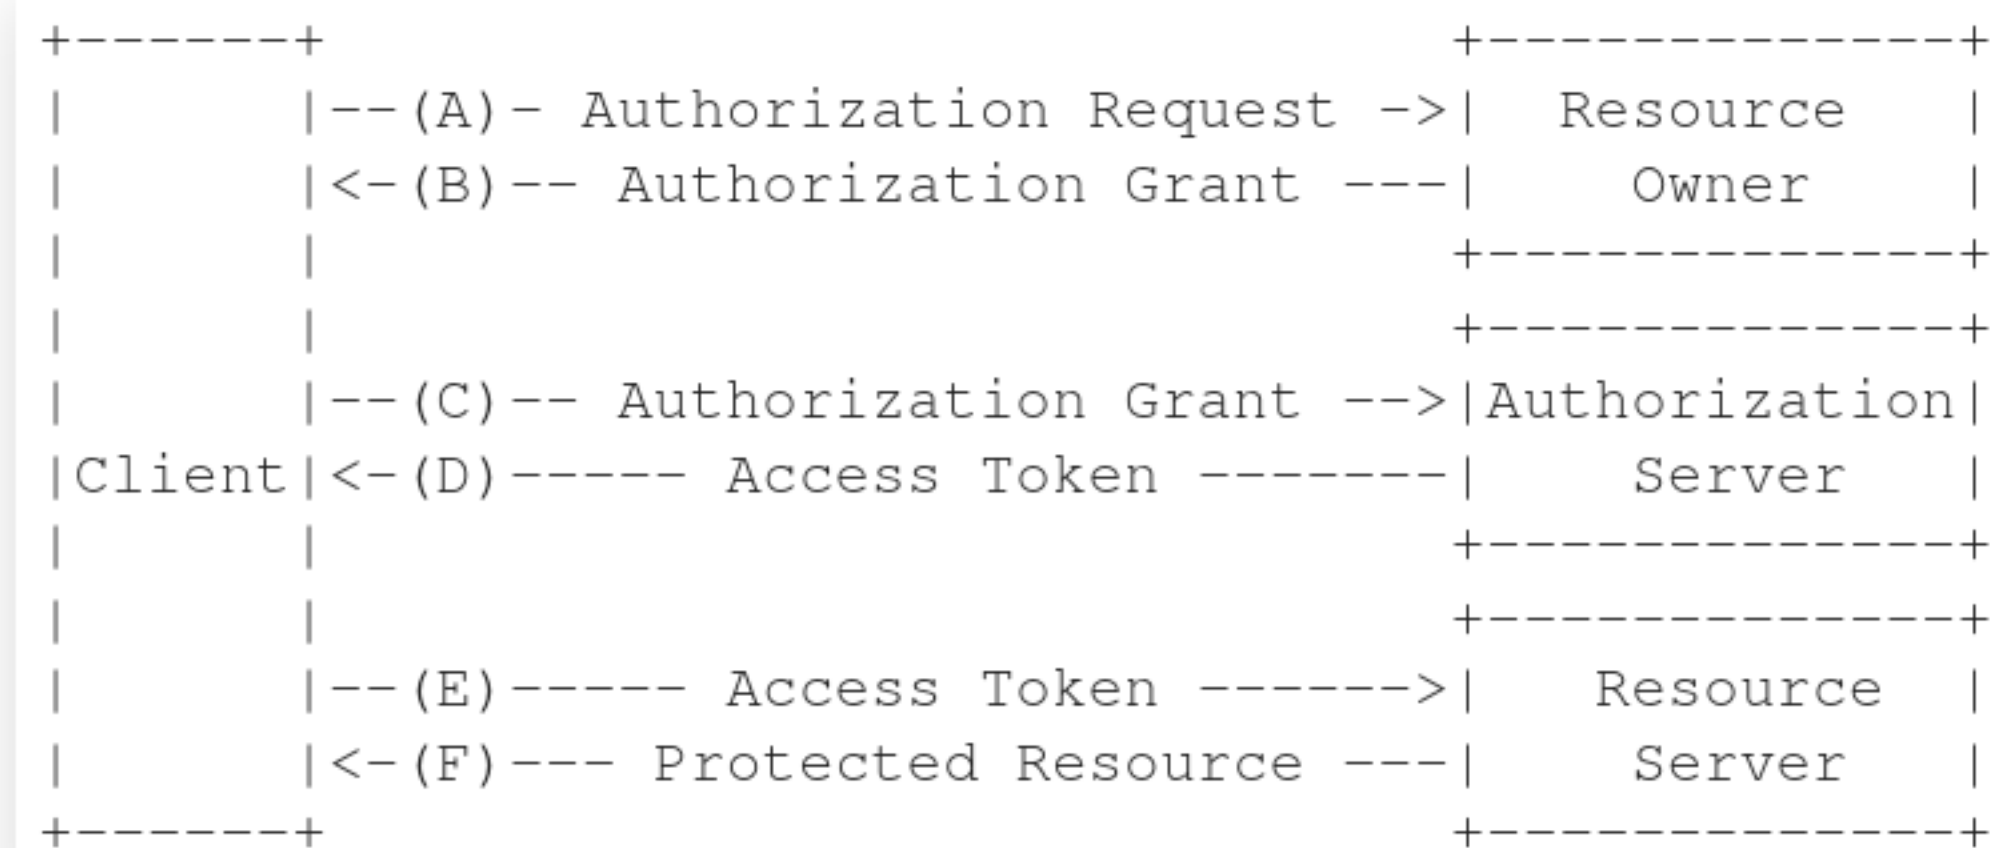 +-------+                               +--------------+
|       |--(A)- Authorization Request ->|  Resource    |
|       |<-(B)-- Authorization Grant ---|    Owner     |
|       |                               +--------------+
|       |                               +--------------+
|       |--(C)-- Authorization Grant -->|Authorization|
|Client|<-(D)----- Access Token -------|    Server    |
|       |                               +--------------+
|       |                               +--------------+
|       |--(E)----- Access Token ------>|   Resource   |
|       |<-(F)--- Protected Resource ---|    Server    |
+-------+                               +--------------+